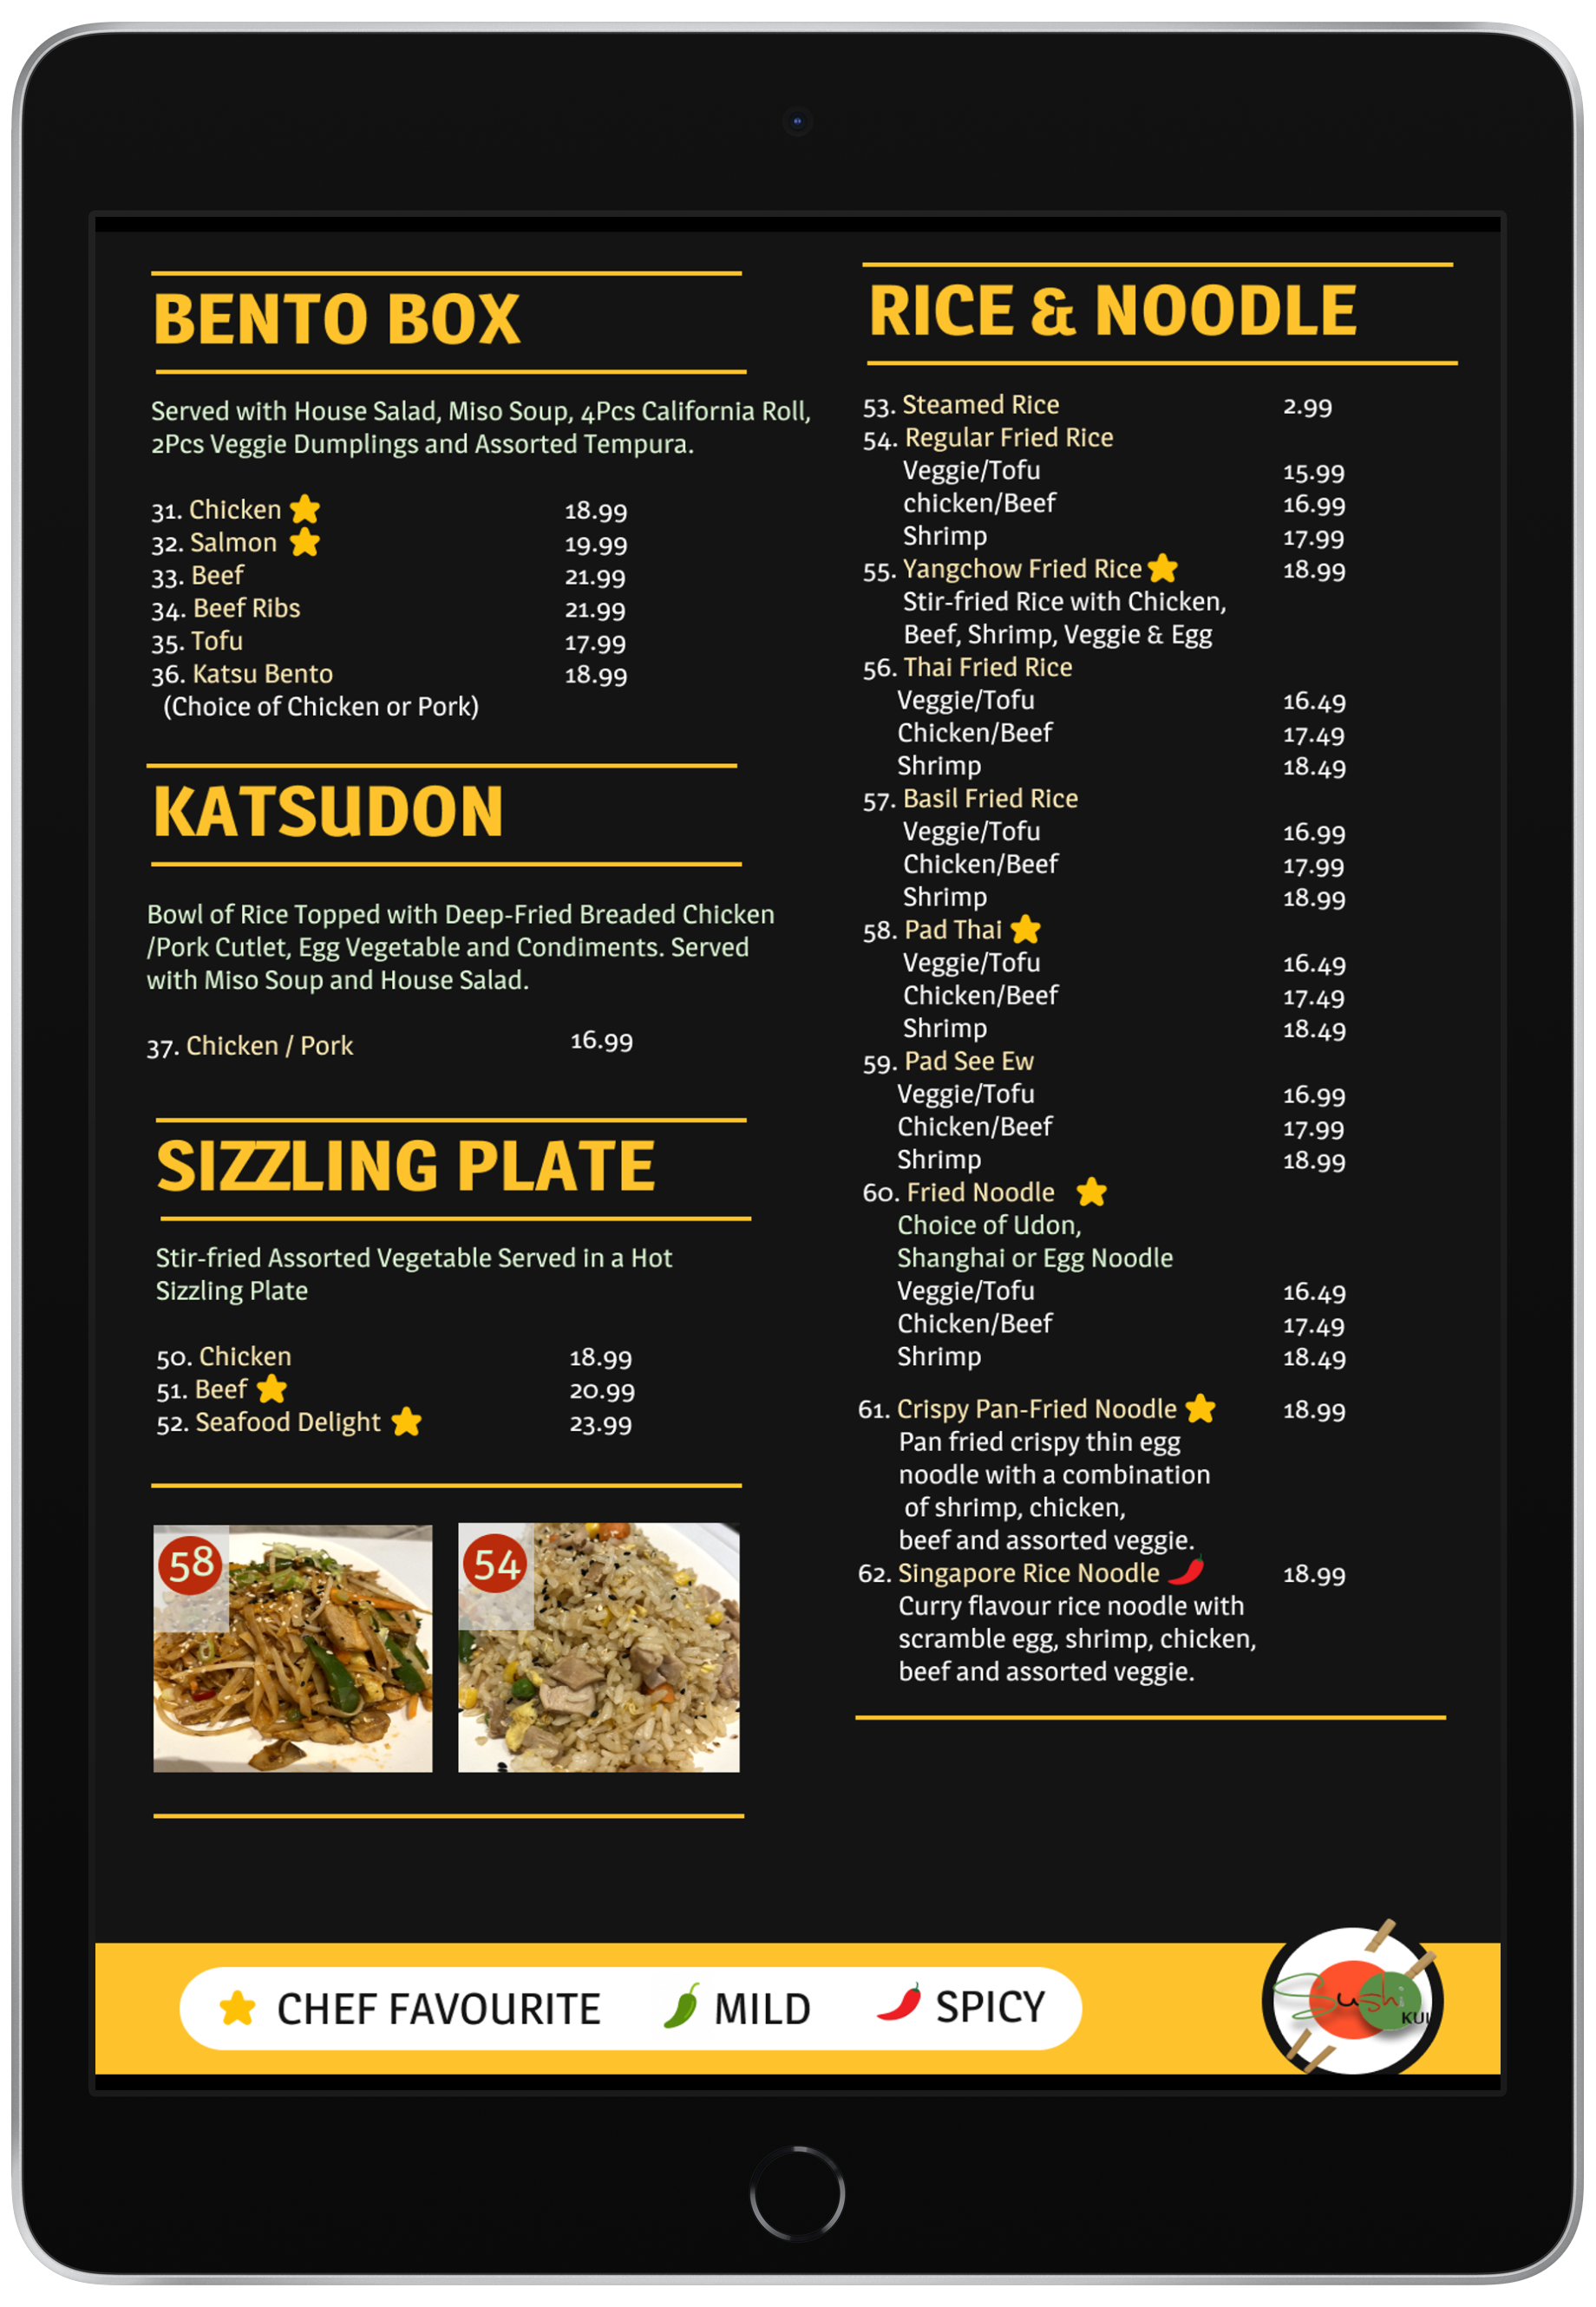 BENTO BOX
Served with House Salad, Miso Soup, 4Pcs California Roll,
2Pcs Veggie Dumplings and Assorted Tempura.
31. Chicken 18.99
32. Salmon 19.99
33. Beef 21.99
34. Beef Ribs 21.99
35. Tofu 17.99
36. Katsu Bento 18.99
(Choice of Chicken or Pork)
KATSUDON
Bowl of Rice Topped with Deep-Fried Breaded Chicken
/Pork Cutlet, Egg Vegetable and Condiments. Served
with Miso Soup and House Salad.
37. Chicken / Pork 16.99
SIZZLING PLATE
Stir-fried Assorted Vegetable Served in a Hot
Sizzling Plate
50. Chicken 18.99
51. Beef 20.99
52. Seafood Delight 23.99
58
54
RICE & NOODLE
53. Steamed Rice 2.99
54. Regular Fried Rice
Veggie/Tofu 15.99
chicken/Beef 16.99
Shrimp 17.99
55. Yangchow Fried Rice 18.99
Stir-fried Rice with Chicken,
Beef, Shrimp, Veggie & Egg
56. Thai Fried Rice
Veggie/Tofu 16.49
Chicken/Beef 17.49
Shrimp 18.49
57. Basil Fried Rice
Veggie/Tofu 16.99
Chicken/Beef 17.99
Shrimp 18.99
58. Pad Thai
Veggie/Tofu 16.49
Chicken/Beef 17.49
Shrimp 18.49
59. Pad See Ew
Veggie/Tofu 16.99
Chicken/Beef 17.99
Shrimp 18.99
60. Fried Noodle
Choice of Udon,
Shanghai or Egg Noodle
Veggie/Tofu 16.49
Chicken/Beef 17.49
Shrimp 18.49
61. Crispy Pan-Fried Noodle 18.99
Pan fried crispy thin egg
noodle with a combination
of shrimp, chicken,
beef and assorted veggie.
62. Singapore Rice Noodle 18.99
Curry flavour rice noodle with
scramble egg, shrimp, chicken,
beef and assorted veggie.
CHEF FAVOURITE MILD SPICY
Sushi
KUI